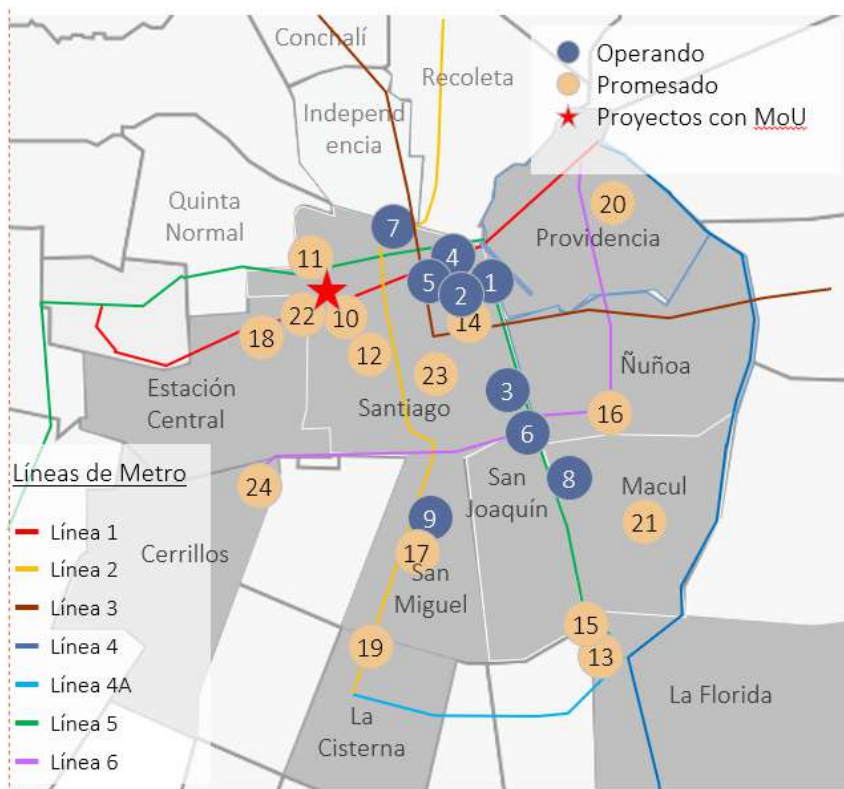 Conchalí
Recoleta
Independ
encia
Operando
Promesado
Proyectos con MoU
Quinta
Normal
7
20
Providencia
11
4
5
1
2
22
10
14
18
12
23
Estación
Central
Santiago
3
Ñuñoa
16
6
Líneas de Metro
24
San
Joaquín
8
Macul
21
9
Cerrillos
17
San
Miguel
Línea 1
Línea 2
Línea 3
Línea 4
Línea 4A
Línea 5
Línea 6
19
15
13
La Florida
La
Cisterna